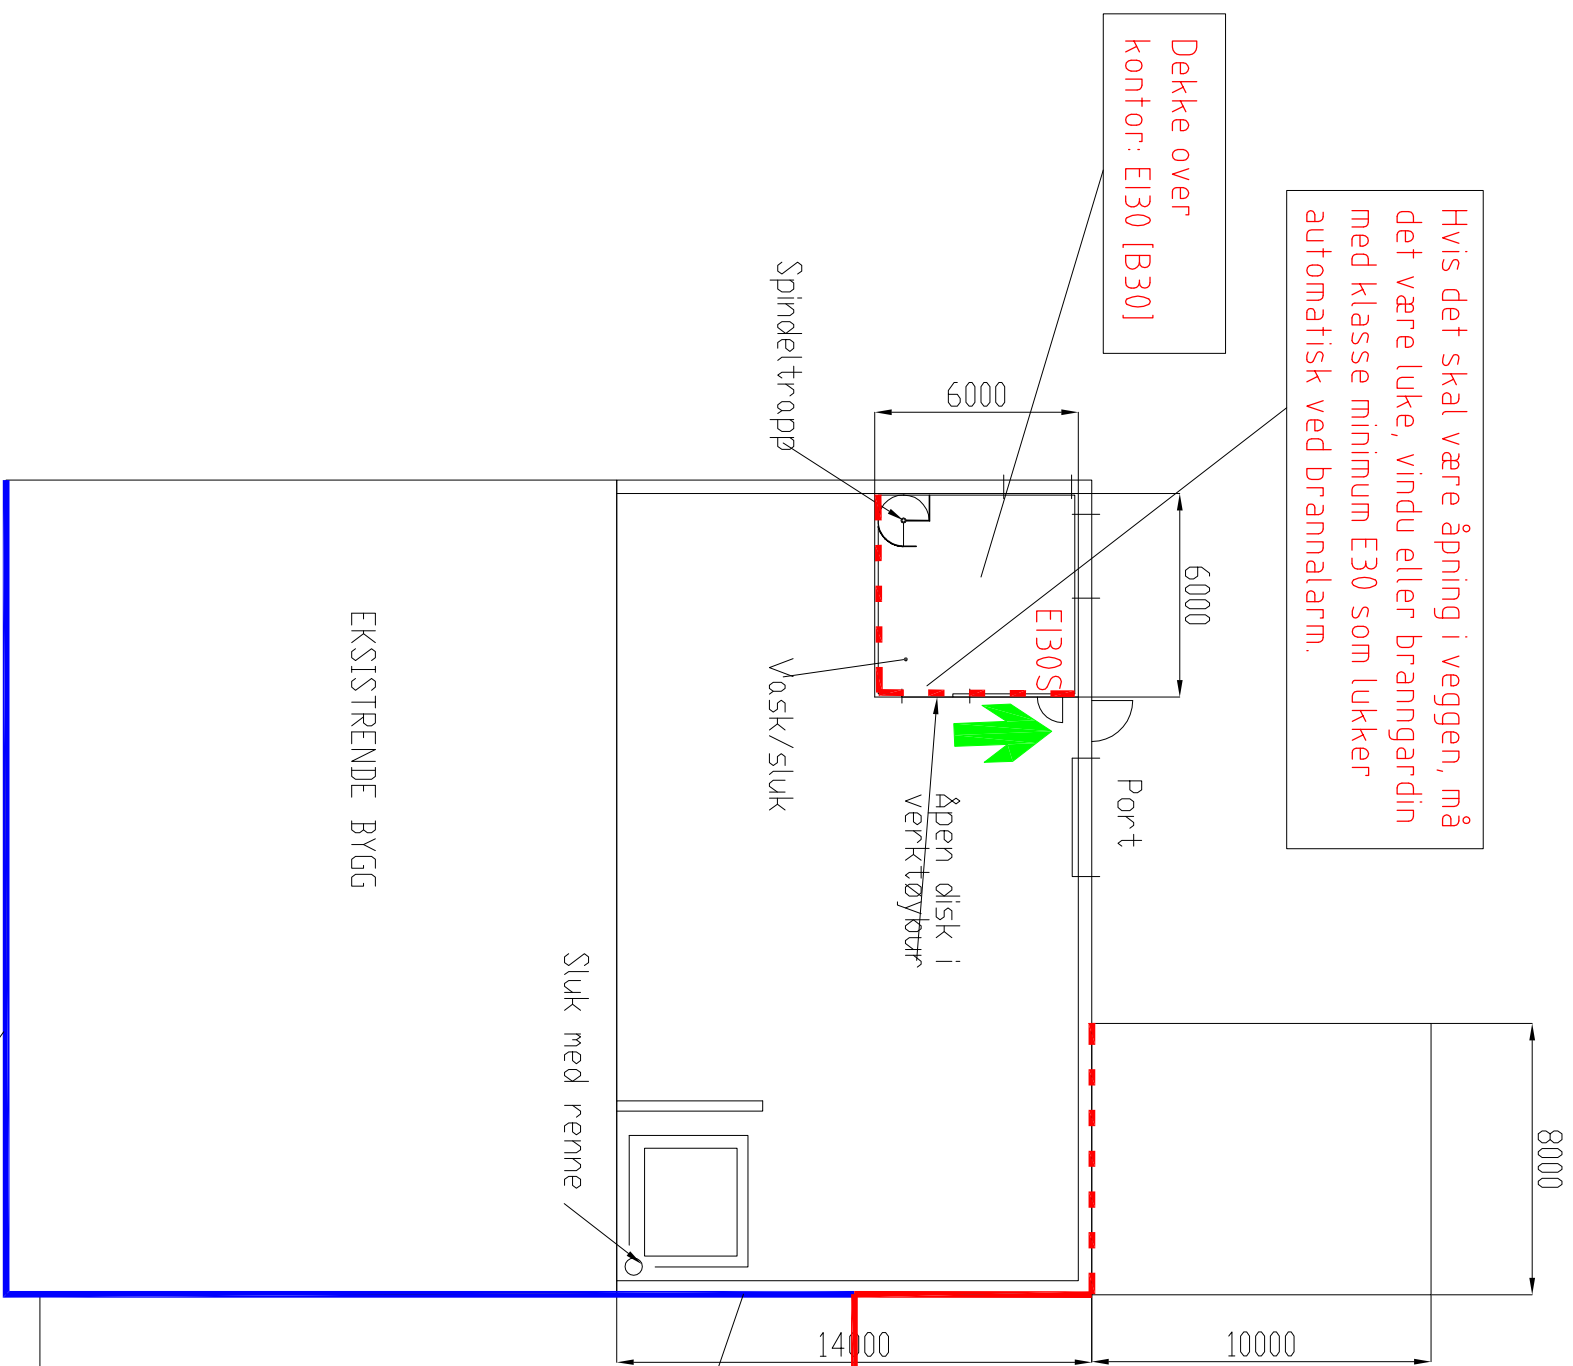 Hvis det skal være åpning i veggen, må
det være luke, vindu eller branngardin
med klasse minimum E30 som lukker
automatisk ved brannalarm.
Dekke over
kontor: EI30 [B30]
6000
6000
Spindeltrapp
EI30S
Vask/sluk
Port
Åpen disk i
verktøybur
EKSISTRENDE BYGG
Sluk med renne
8000
14000
10000